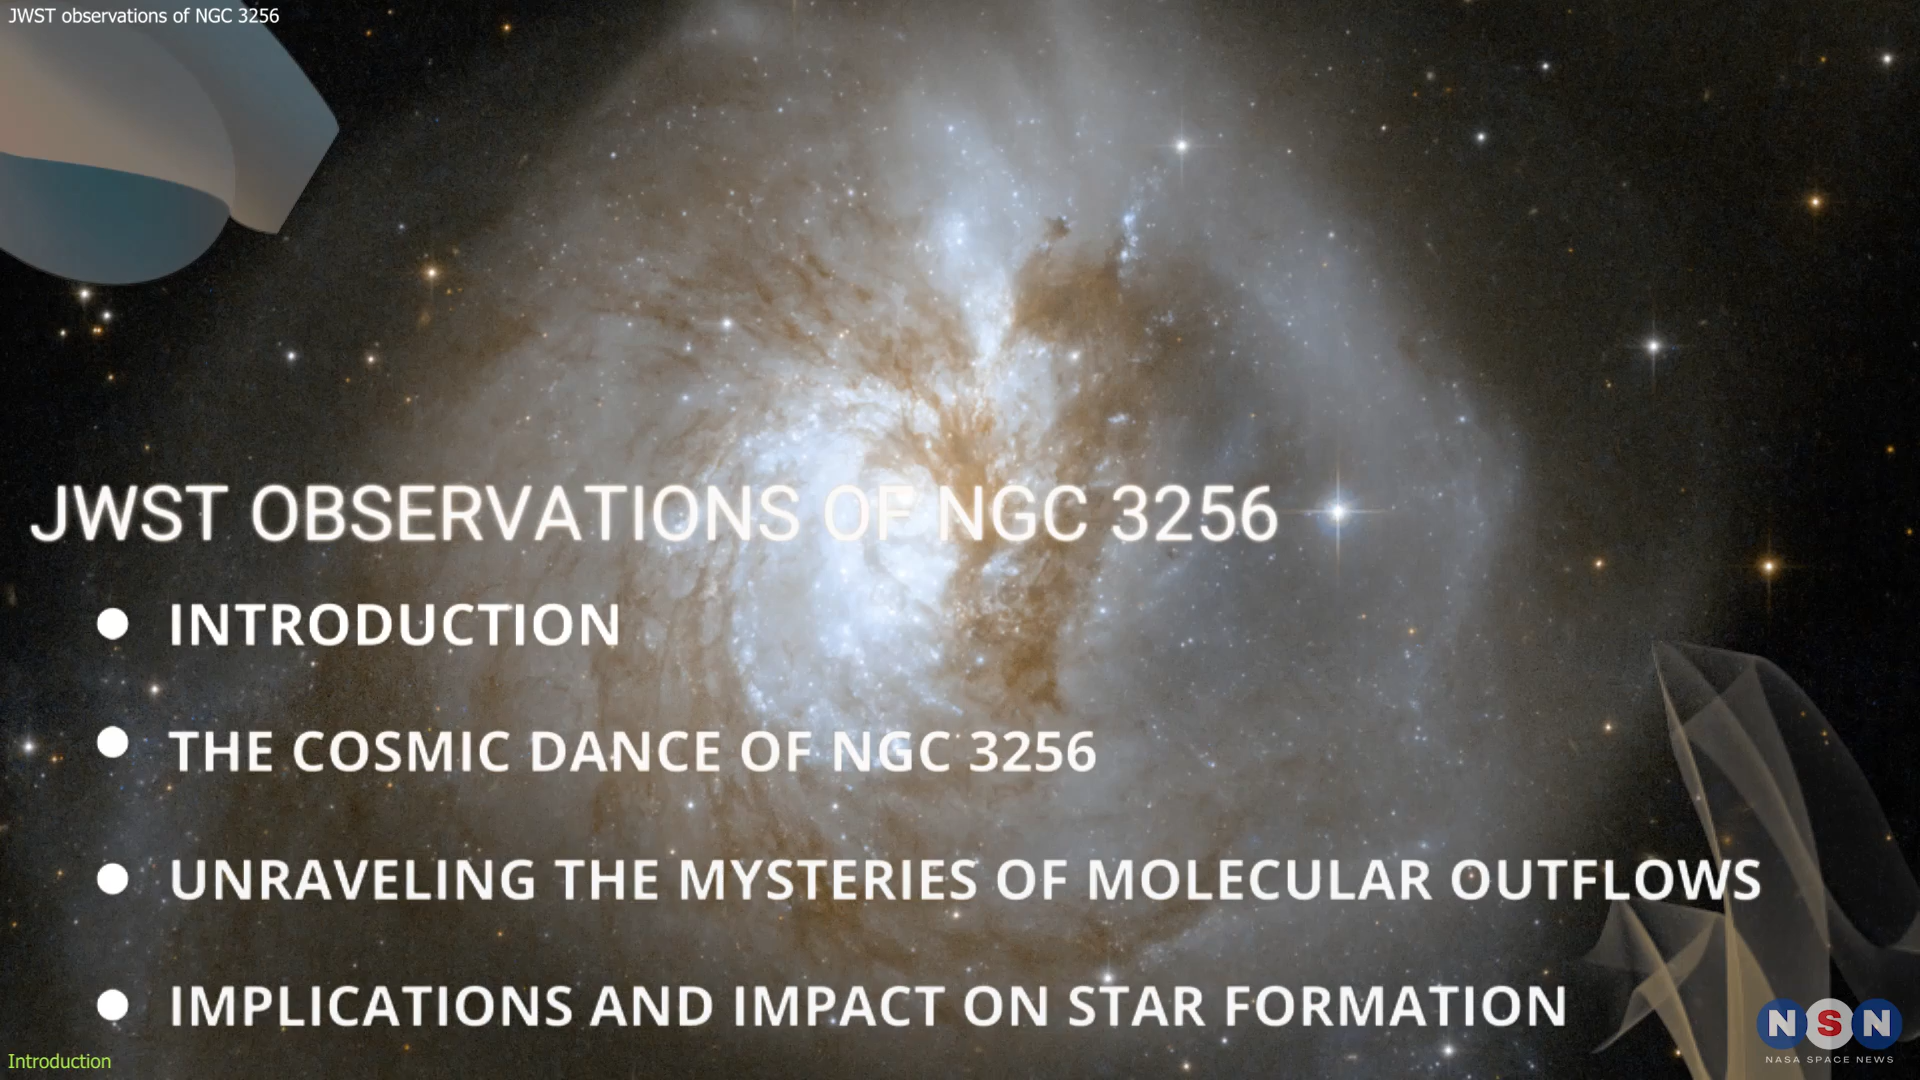 JWST observations of NGC 3256
JWST OBSERVATIONS OF NGC 3256
● INTRODUCTION
● THE COSMIC DANCE OF NGC 3256
● UNRAVELING THE MYSTERIES OF MOLECULAR OUTFLOWS
● IMPLICATIONS AND IMPACT ON STAR FORMATION
NSN
NASA SPACE NEWS
Introduction